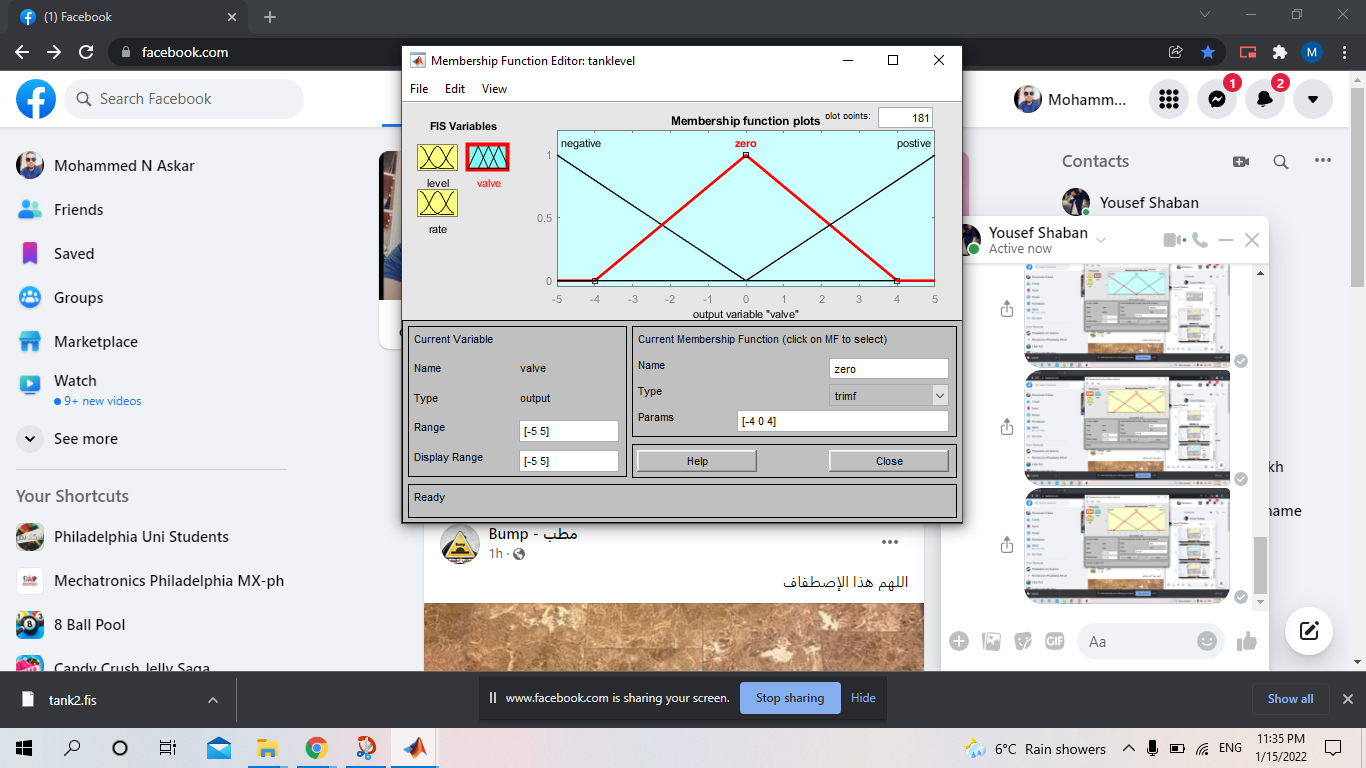 (1) Facebook
facebook.com
M
Search Facebook
Mohamm...
1
2
Mohammed N Askar
Friends
Saved
Groups
Marketplace
Watch
9+ new videos
See more
Your Shortcuts
Philadelphia Uni Students
Mechatronics Philadelphia MX-ph
8 Ball Pool
Candy Crush Jelly Saga
Membership Function Editor: tanklevel
File Edit View
FIS Variables
level
valve
rate
Membership function plots
plot points:
181
negative
zero
postive
1
0.5
0
-5 -4 -3 -2 -1 0 1 2 3 4 5
output variable "valve"
Current Variable
Name valve
Type output
Range [-5 5]
Display Range [-5 5]
Current Membership Function (click on MF to select)
Name zero
Type trimf
Params [-4 0 4]
Help
Close
Ready
Bump - مطب
1h ·
اللهم هذا الإصطفاف
Contacts
Yousef Shaban
Yousef Shaban
Active now
kh
name
GIF
Aa
tank2.fis
www.facebook.com is sharing your screen.
Stop sharing
Hide
Show all
6°C Rain showers
ENG
11:35 PM
1/15/2022